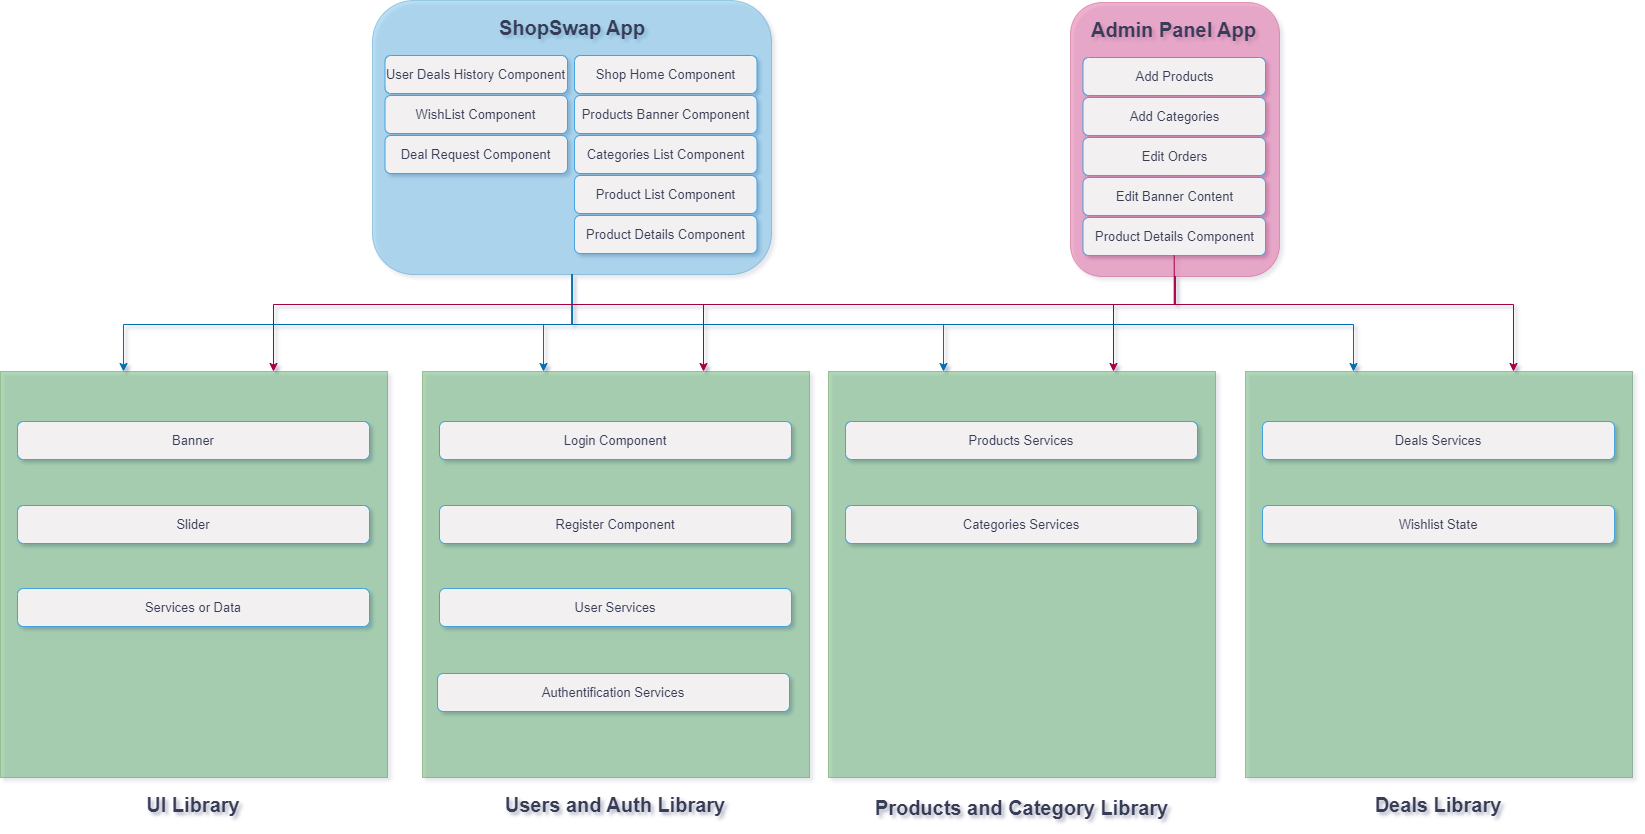 ShopSwap App
User Deals History Component
WishList Component
Deal Request Component
Shop Home Component
Products Banner Component
Categories List Component
Product List Component
Product Details Component
Admin Panel App
Add Products
Add Categories
Edit Orders
Edit Banner Content
Product Details Component
Banner
Slider
Services or Data
UI Library
Login Component
Register Component
User Services
Authentification Services
Users and Auth Library
Products Services
Categories Services
Products and Category Library
Deals Services
Wishlist State
Deals Library